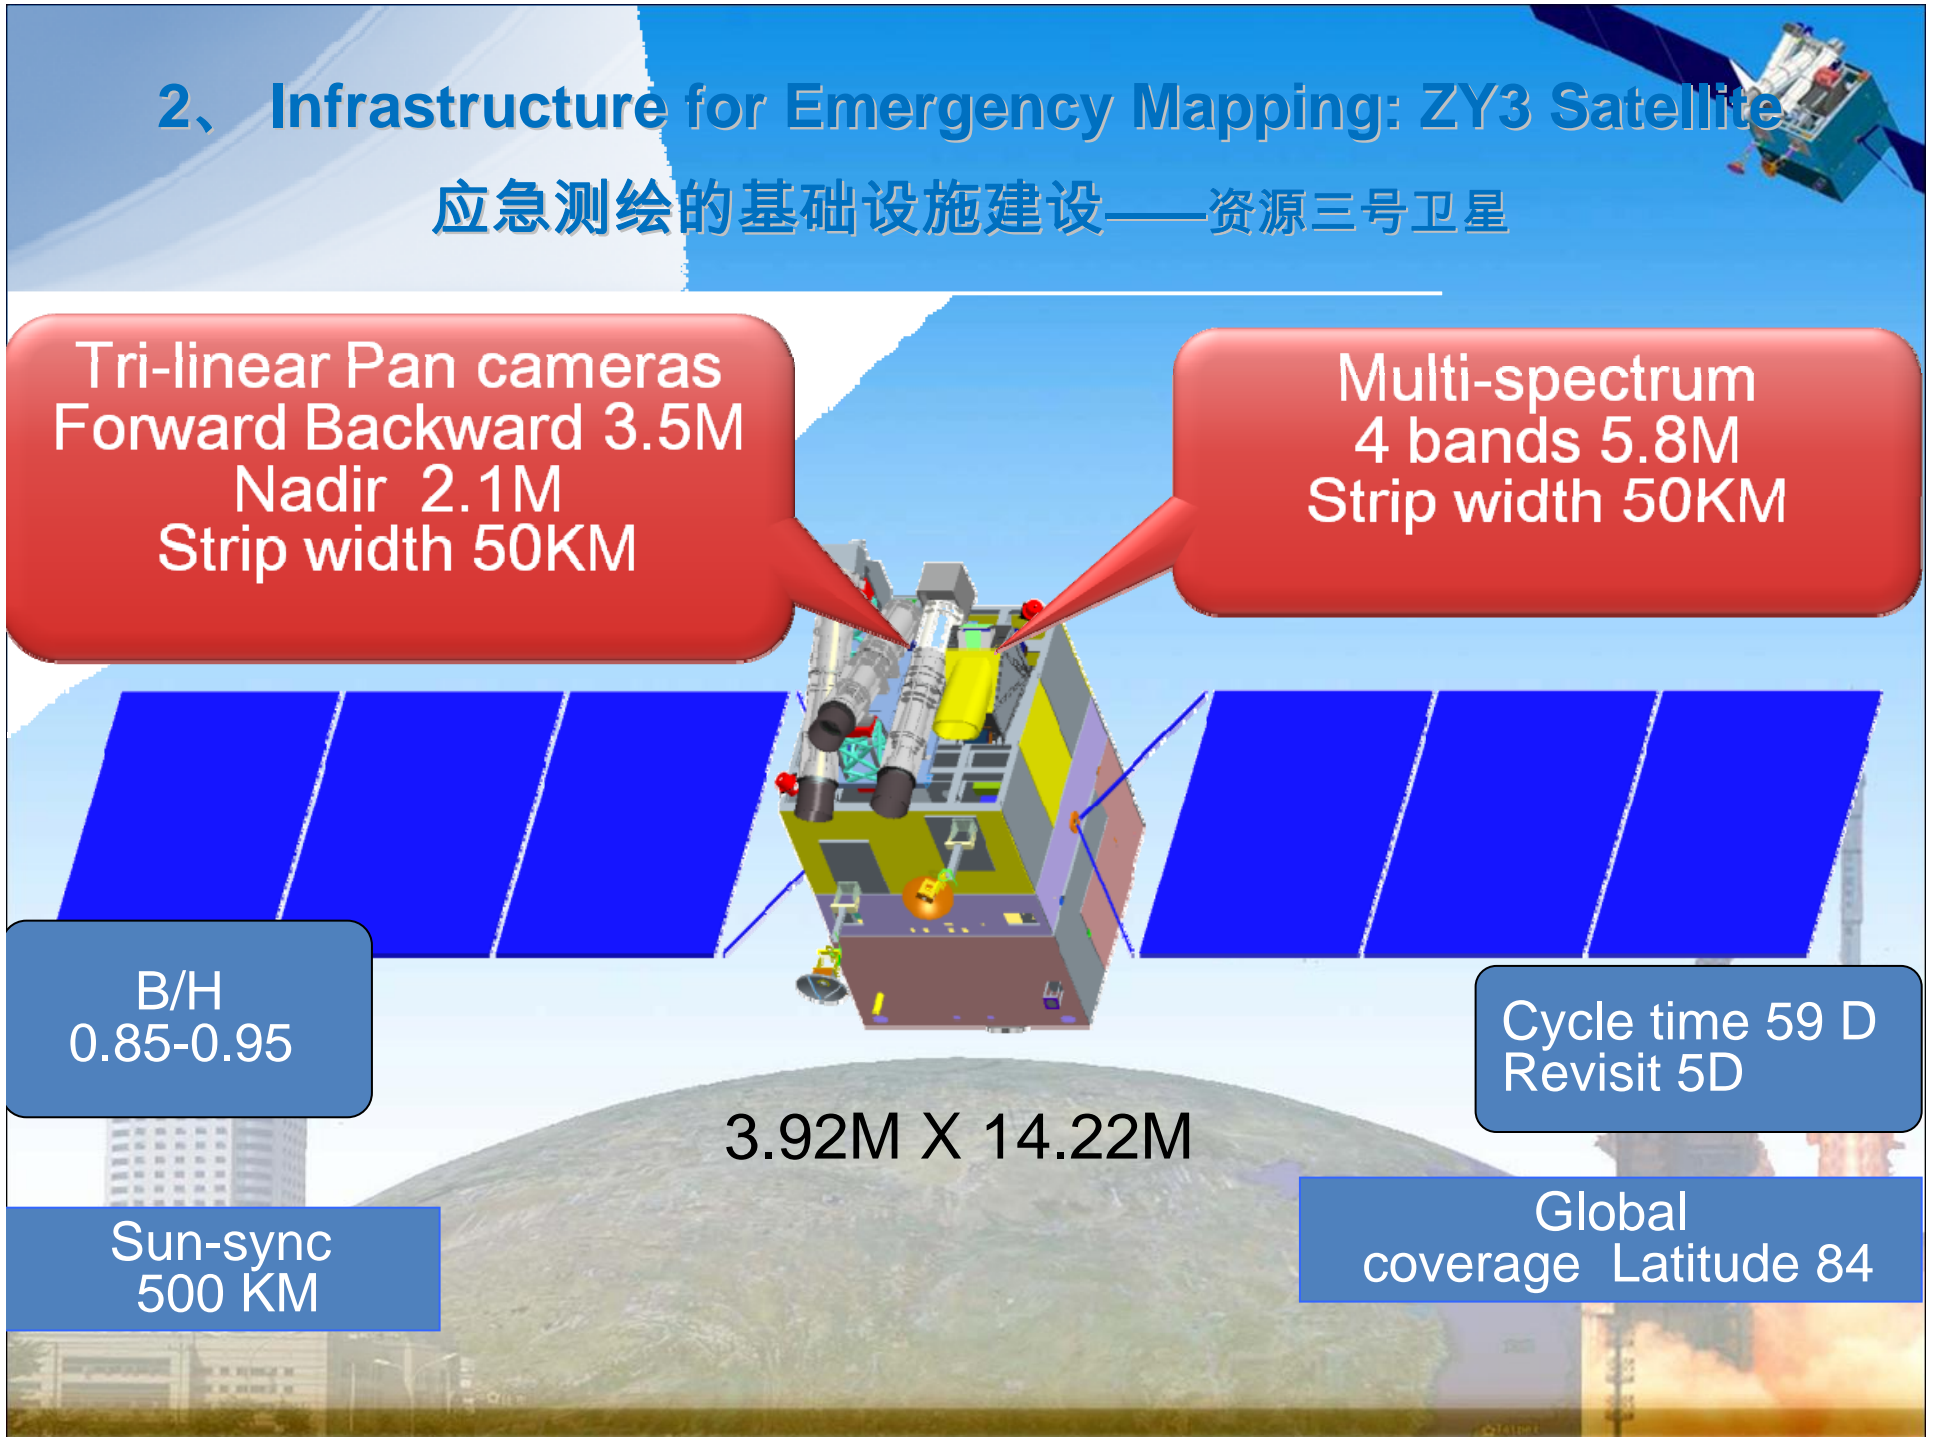 2、 Infrastructure for Emergency Mapping: ZY3 Satellite
应急测绘的基础设施建设——资源三号卫星
Tri-linear Pan cameras
Forward Backward 3.5M
Nadir 2.1M
Strip width 50KM
Multi-spectrum
4 bands 5.8M
Strip width 50KM
B/H
0.85-0.95
Cycle time 59 D
Revisit 5D
3.92M X 14.22M
Sun-sync
500 KM
Global
coverage Latitude 84